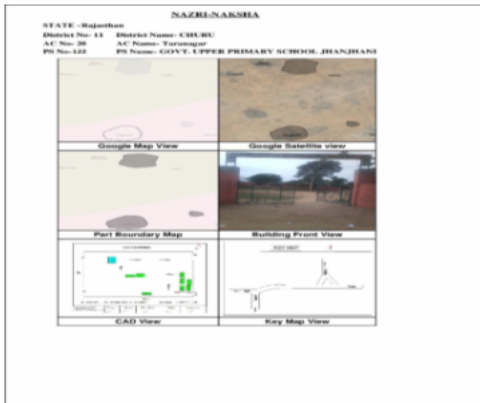 NAZRI-NAKSHA
STATE -Rajasthan
District No- 11 District Name- CHURU
AC No- 20 AC Name- Taranagar
PS No-122 PS Name- GOVT. UPPER PRIMARY SCHOOL JHANJHANI
Google Map View Google Satellite view
Part Boundary Map Building Front View
KEY MAP
CAD View Key Map View